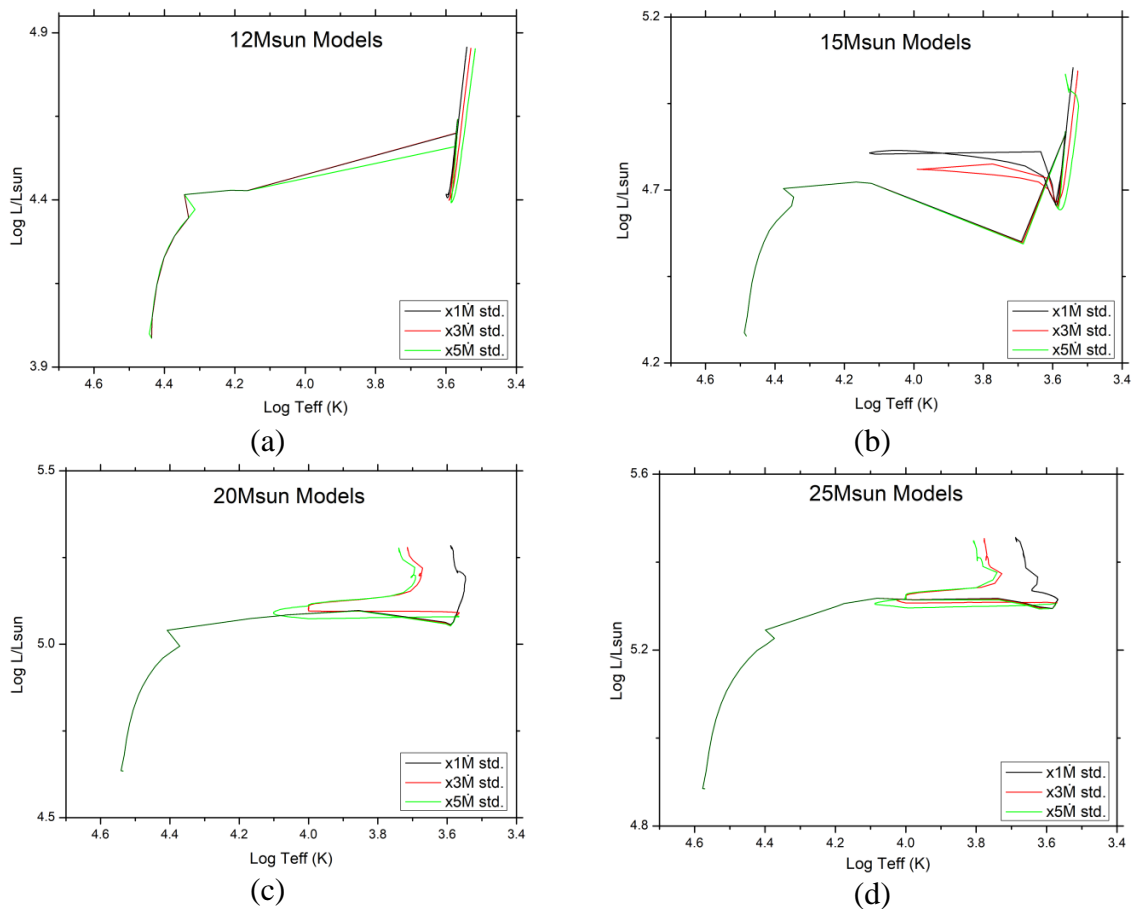 12Msun Models
Log L/Lsun
4.9
4.4
3.9
4.6
4.4
4.2
4.0
3.8
3.6
3.4
Log Teff (K)
x1Ṁ std.
x3Ṁ std.
x5Ṁ std.
(a)
15Msun Models
Log L/Lsun
5.2
4.7
4.2
4.6
4.4
4.2
4.0
3.8
3.6
3.4
Log Teff (K)
x1Ṁ std.
x3Ṁ std.
x5Ṁ std.
(b)
20Msun Models
Log L/Lsun
5.5
5.0
4.5
4.6
4.4
4.2
4.0
3.8
3.6
3.4
Log Teff (K)
x1Ṁ std.
x3Ṁ std.
x5Ṁ std.
(c)
25Msun Models
Log L/Lsun
5.6
5.2
4.8
4.6
4.4
4.2
4.0
3.8
3.6
3.4
Log Teff (K)
x1Ṁ std.
x3Ṁ std.
x5Ṁ std.
(d)